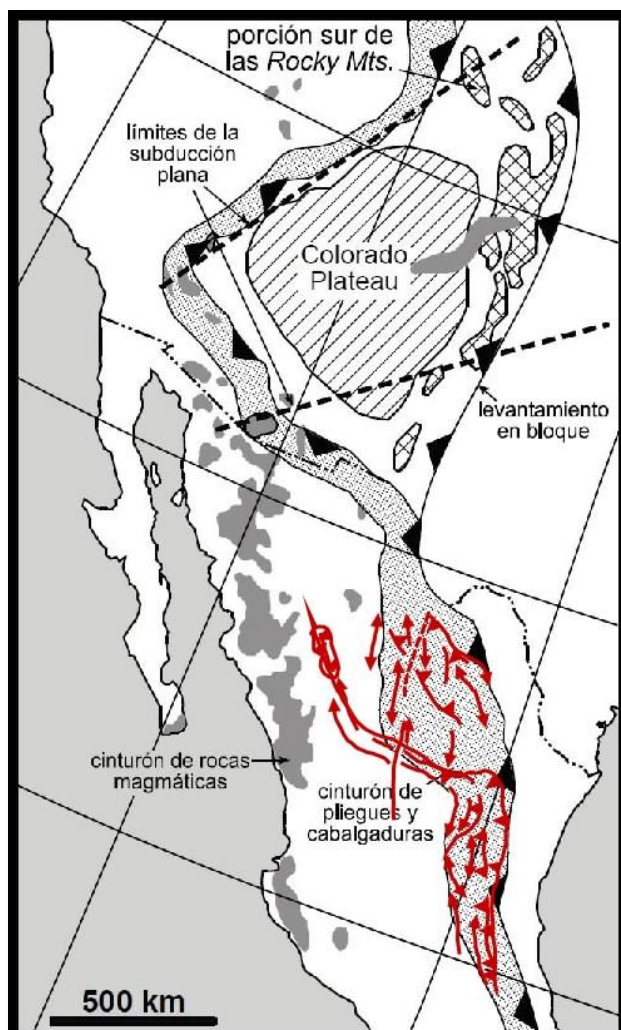 porción sur de
las Rocky Mts.
límites de la
subducción
plana
Colorado
Plateau
levantamiento
en bloque
cinturón de rocas
magmáticas
cinturón de
pliegues y
cabalgaduras
500 km